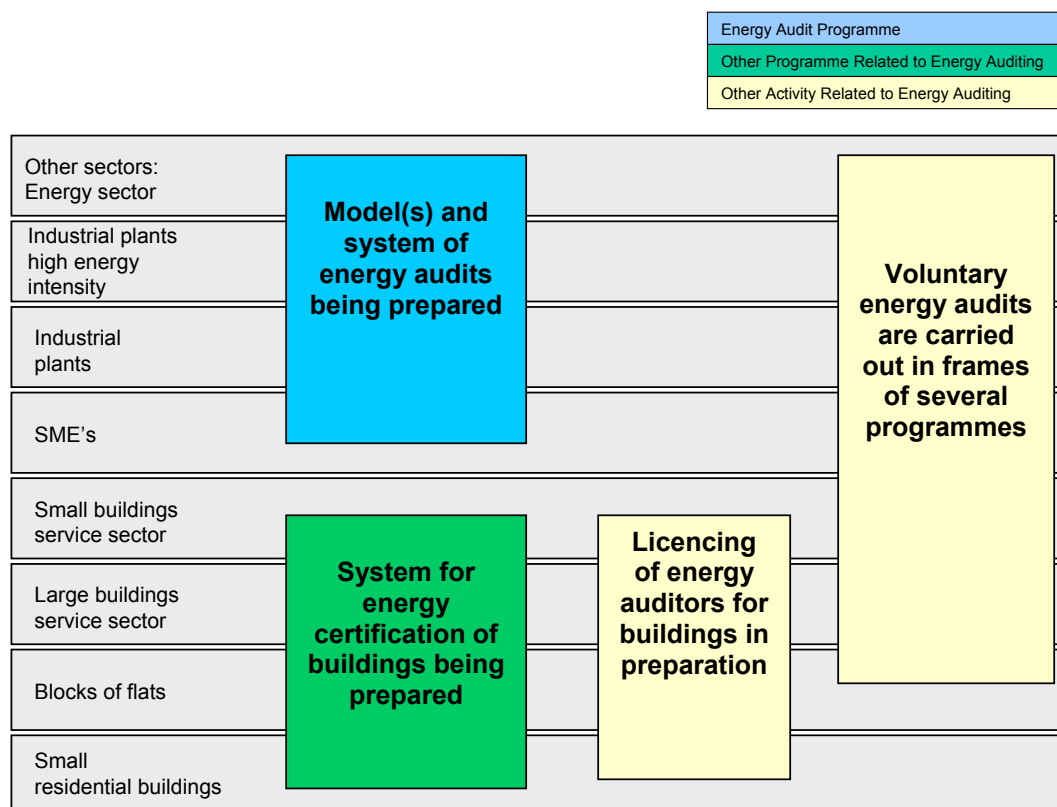 Energy Audit Programme
Other Programme Related to Energy Auditing
Other Activity Related to Energy Auditing
Other sectors:
Energy sector
Industrial plants
high energy
intensity
Industrial
plants
SME's
Small buildings
service sector
Large buildings
service sector
Blocks of flats
Small
residential buildings
Model(s) and
system of
energy audits
being prepared
System for
energy
certification of
buildings being
prepared
Licencing
of energy
auditors for
buildings in
preparation
Voluntary
energy audits
are carried
out in frames
of several
programmes